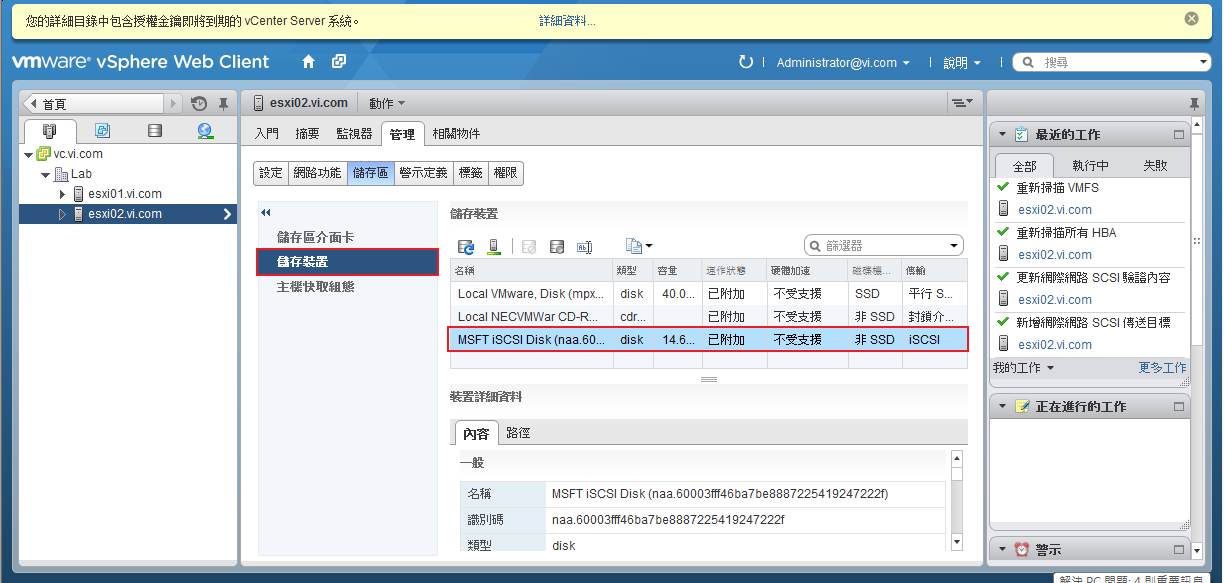 您的詳細目錄中包含授權金鑰即將到期的 vCenter Server 系統。 詳細資料...
vmware® vSphere Web Client Administrator@vi.com 說明 搜尋
首頁
vc.vi.com
Lab
esxi01.vi.com
esxi02.vi.com
esxi02.vi.com 動作
入門 摘要 監視器 管理 相關物件
設定 網路功能 儲存區 警示定義 標籤 權限
儲存區介面卡
儲存裝置
主機快取組態
儲存裝置
篩選器
名稱 類型 容量 運作狀態 硬體加速 磁碟機... 傳輸
Local VMware, Disk (mpx... disk 40.0... 已附加 不受支援 SSD 平行 S...
Local NECVMWar CD-R... cdr... 已附加 不受支援 非 SSD 封鎖介...
MSFT iSCSI Disk (naa.60... disk 14.6... 已附加 不受支援 非 SSD iSCSI
裝置詳細資料
內容 路徑
一般
名稱 MSFT iSCSI Disk (naa.60003fff46ba7be8887225419247222f)
識別碼 naa.60003fff46ba7be8887225419247222f
類型 disk
最近的工作
全部 執行中 失敗
重新掃描 VMFS
esxi02.vi.com
重新掃描所有 HBA
esxi02.vi.com
更新網際網路 SCSI 驗證內容
esxi02.vi.com
新增網際網路 SCSI 傳送目標
esxi02.vi.com
我的工作 更多工作
正在進行的工作
警示
解決 PC 問題: 4 則重要訊息